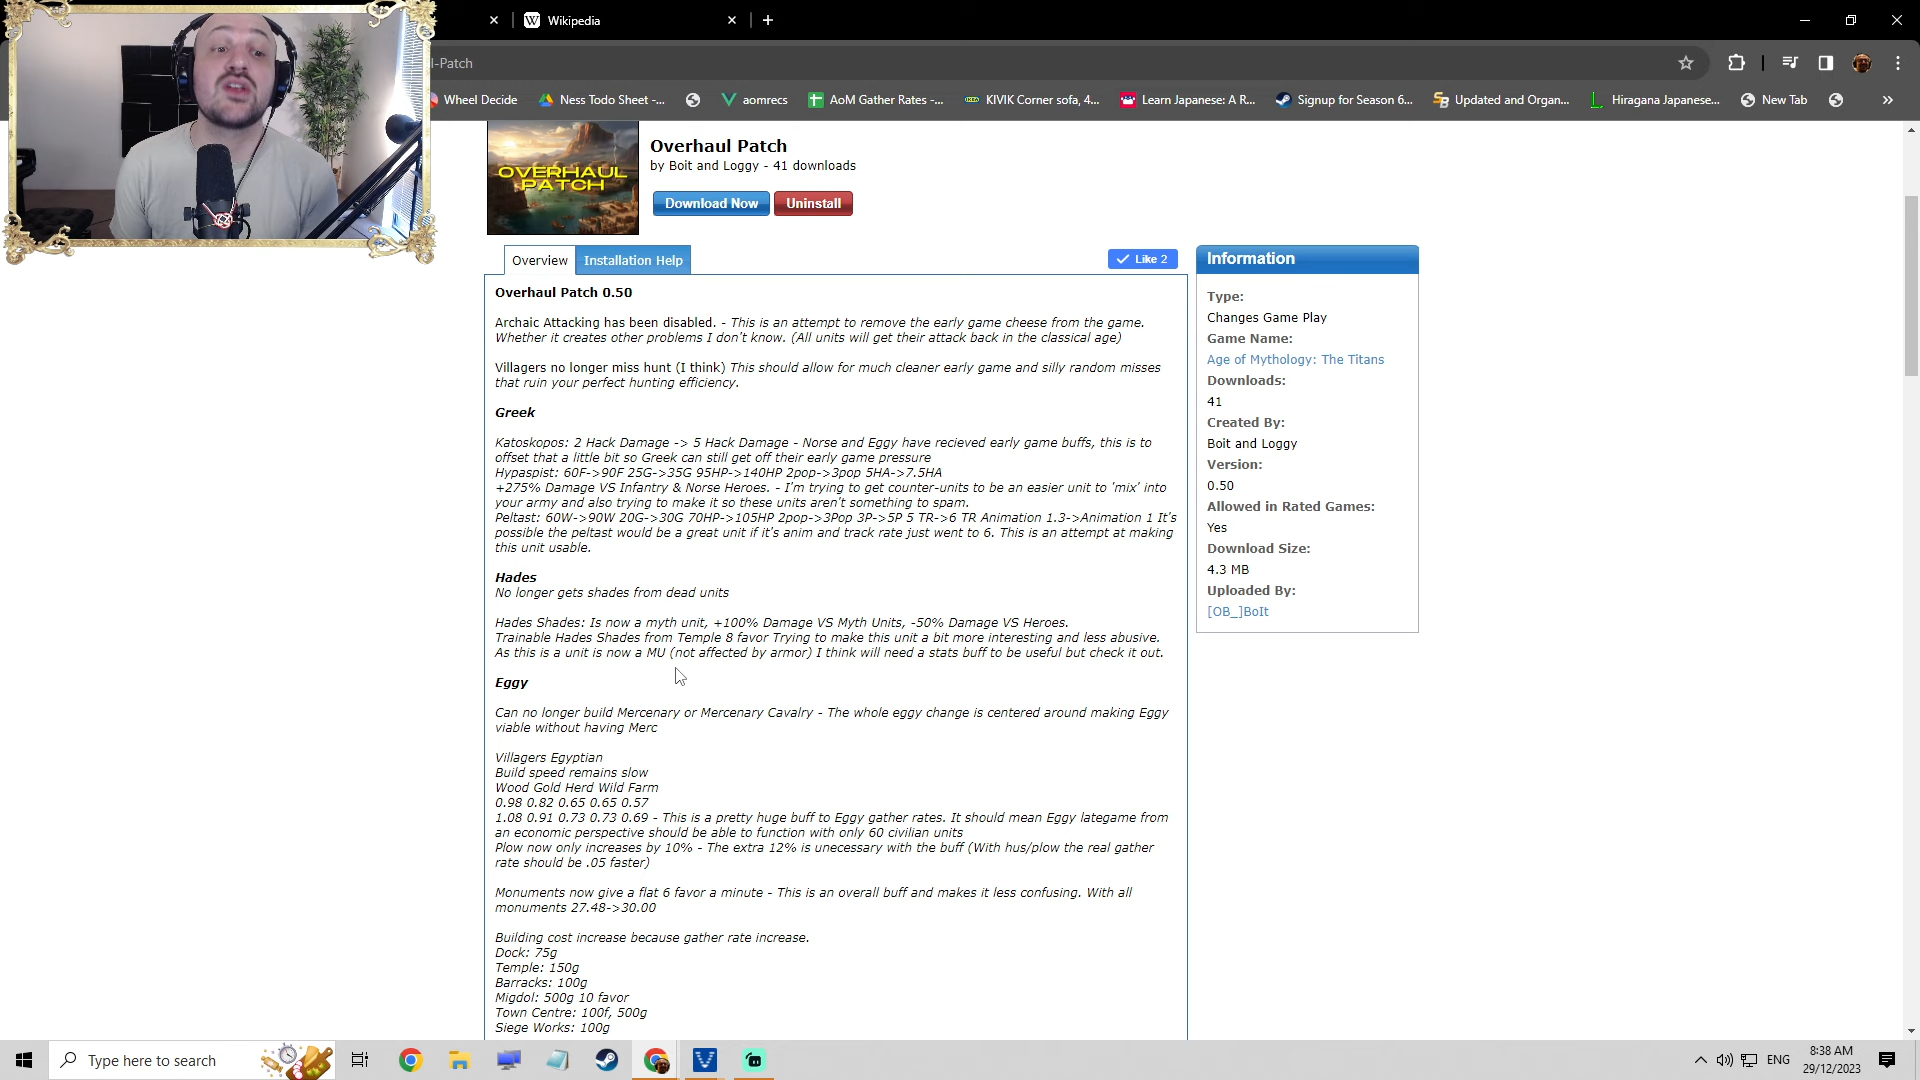 Wikipedia
l-Patch
Wheel Decide
Ness Todo Sheet -...
aomrecs
AoM Gather Rates -...
KIVIK Corner sofa, 4...
Learn Japanese: A R...
Signup for Season 6...
Updated and Organ...
Hiragana Japanese...
New Tab
OVERHAUL
PATCH
Overhaul Patch
by Boit and Loggy - 41 downloads
Download Now
Uninstall
Overview
Installation Help
Like 2
Overhaul Patch 0.50
Archaic Attacking has been disabled. - This is an attempt to remove the early game cheese from the game.
Whether it creates other problems I don't know. (All units will get their attack back in the classical age)
Villagers no longer miss hunt (I think) This should allow for much cleaner early game and silly random misses
that ruin your perfect hunting efficiency.
Greek
Katoskopos: 2 Hack Damage -> 5 Hack Damage - Norse and Eggy have recieved early game buffs, this is to
offset that a little bit so Greek can still get off their early game pressure
Hypaspist: 60F->90F 25G->35G 95HP->140HP 2pop->3pop 5HA->7.5HA
+275% Damage VS Infantry & Norse Heroes. - I'm trying to get counter-units to be an easier unit to 'mix' into
your army and also trying to make it so these units aren't something to spam.
Peltast: 60W->90W 20G->30G 70HP->105HP 2pop->3Pop 3P->5P 5 TR->6 TR Animation 1.3->Animation 1 It's
possible the peltast would be a great unit if it's anim and track rate just went to 6. This is an attempt at making
this unit usable.
Hades
No longer gets shades from dead units
Hades Shades: Is now a myth unit, +100% Damage VS Myth Units, -50% Damage VS Heroes.
Trainable Hades Shades from Temple 8 favor Trying to make this unit a bit more interesting and less abusive.
As this is a unit is now a MU (not affected by armor) I think will need a stats buff to be useful but check it out.
Eggy
Can no longer build Mercenary or Mercenary Cavalry - The whole eggy change is centered around making Eggy
viable without having Merc
Villagers Egyptian
Build speed remains slow
Wood Gold Herd Wild Farm
0.98 0.82 0.65 0.65 0.57
1.08 0.91 0.73 0.73 0.69 - This is a pretty huge buff to Eggy gather rates. It should mean Eggy lategame from
an economic perspective should be able to function with only 60 civilian units
Plow now only increases by 10% - The extra 12% is unecessary with the buff (With hus/plow the real gather
rate should be .05 faster)
Monuments now give a flat 6 favor a minute - This is an overall buff and makes it less confusing. With all
monuments 27.48->30.00
Building cost increase because gather rate increase.
Dock: 75g
Temple: 150g
Barracks: 100g
Migdol: 500g 10 favor
Town Centre: 100f, 500g
Siege Works: 100g
Information
Type:
Changes Game Play
Game Name:
Age of Mythology: The Titans
Downloads:
41
Created By:
Boit and Loggy
Version:
0.50
Allowed in Rated Games:
Yes
Download Size:
4.3 MB
Uploaded By:
[OB_]BoIt
Type here to search
ENG
8:38 AM
29/12/2023